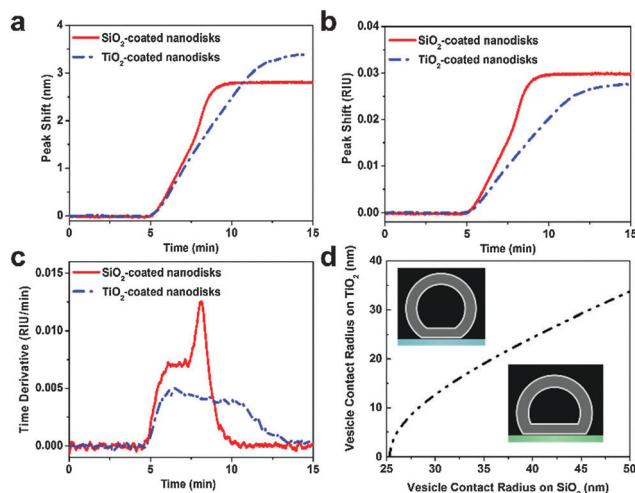 a
SiO2-coated nanodisks
TiO2-coated nanodisks
Peak Shift (nm)
4
3
2
1
0
0 5 10 15
Time (min)
b
SiO2-coated nanodisks
TiO2-coated nanodisks
Peak Shift (RIU)
0.04
0.03
0.02
0.01
0.00
0 5 10 15
Time (min)
c
SiO2-coated nanodisks
TiO2-coated nanodisks
Time Derivative (RIU/min)
0.015
0.010
0.005
0.000
0 5 10 15
Time (min)
d
Vesicle Contact Radius on TiO2 (nm)
40
30
20
10
0
25 30 35 40 45 50
Vesicle Contact Radius on SiO2 (nm)